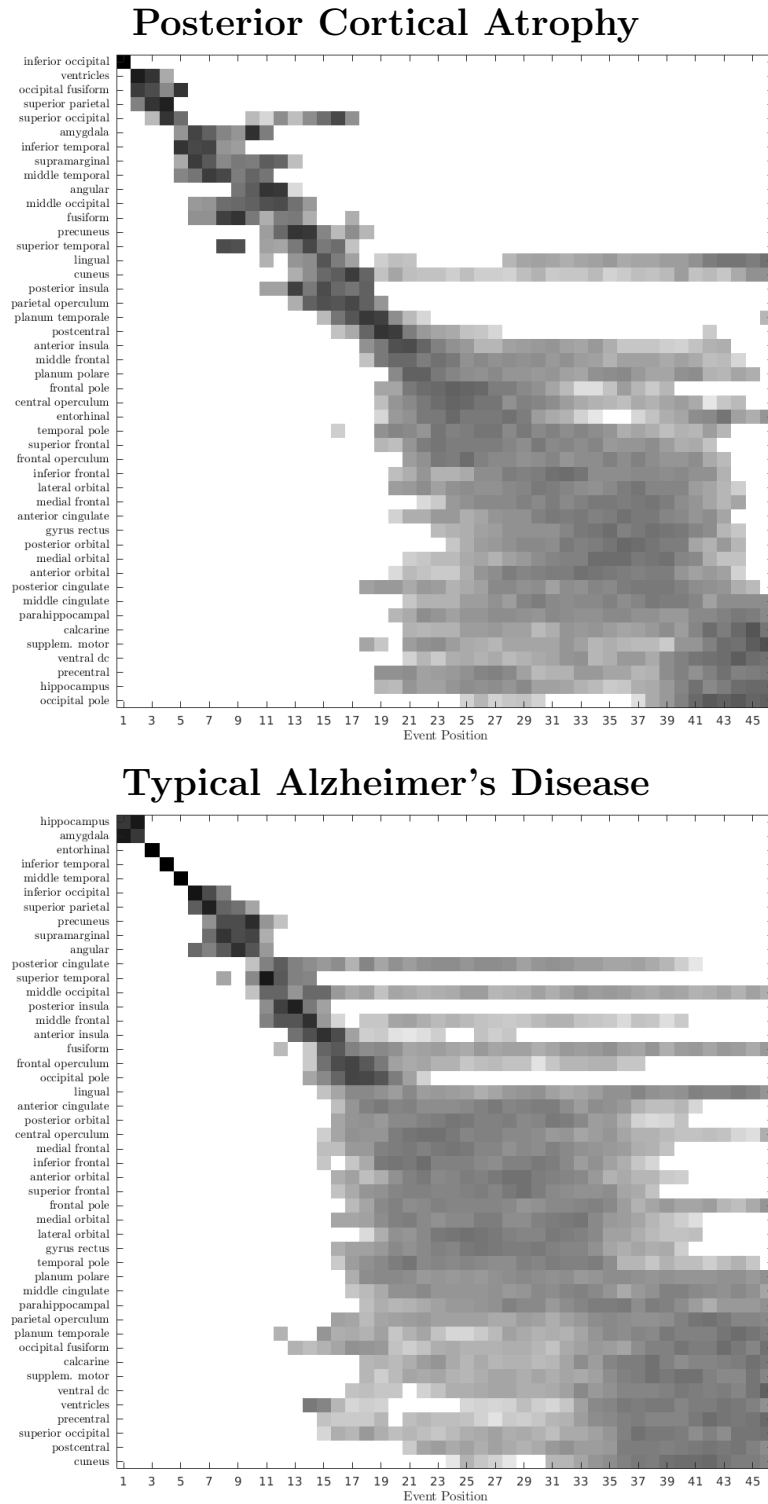 Posterior Cortical Atrophy
inferior occipital
ventricles
occipital fusiform
superior parietal
superior occipital
amygdala
inferior temporal
supramarginal
middle temporal
angular
middle occipital
fusiform
precuneus
superior temporal
lingual
cuneus
posterior insula
parietal operculum
planum temporale
postcentral
anterior insula
middle frontal
planum polare
frontal pole
central operculum
entorhinal
temporal pole
superior frontal
frontal operculum
inferior frontal
lateral orbital
medial frontal
anterior cingulate
gyrus rectus
posterior orbital
medial orbital
anterior orbital
posterior cingulate
middle cingulate
parahippocampal
calcarine
supplem. motor
ventral dc
precentral
hippocampus
occipital pole
1 3 5 7 9 11 13 15 17 19 21 23 25 27 29 31 33 35 37 39 41 43 45
Event Position
Typical Alzheimer's Disease
hippocampus
amygdala
entorhinal
inferior temporal
middle temporal
inferior occipital
superior parietal
precuneus
supramarginal
angular
posterior cingulate
superior temporal
middle occipital
posterior insula
middle frontal
anterior insula
fusiform
frontal operculum
occipital pole
lingual
anterior cingulate
posterior orbital
central operculum
medial frontal
inferior frontal
anterior orbital
superior frontal
frontal pole
medial orbital
lateral orbital
gyrus rectus
temporal pole
planum polare
middle cingulate
parahippocampal
parietal operculum
planum temporale
occipital fusiform
calcarine
supplem. motor
ventral dc
ventricles
precentral
superior occipital
postcentral
cuneus
1 3 5 7 9 11 13 15 17 19 21 23 25 27 29 31 33 35 37 39 41 43 45
Event Position